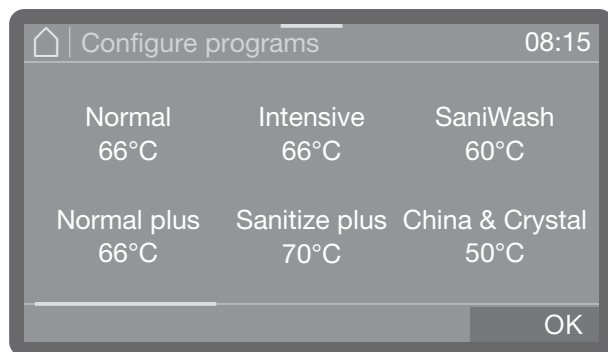 Configure programs 08:15
Normal Intensive SaniWash
66°C 66°C 60°C
Normal plus Sanitize plus China & Crystal
66°C 70°C 50°C
OK